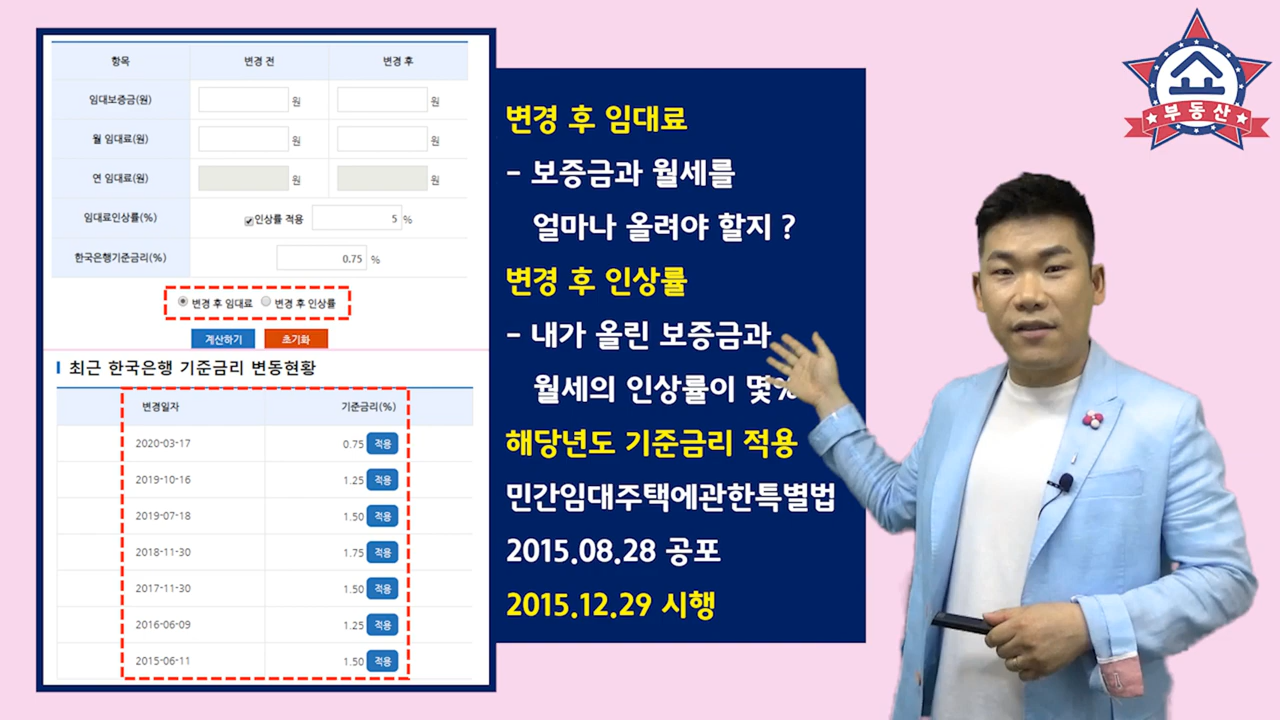 항목 변경 전 변경 후
임대보증금(원) 원 원
월 임대료(원) 원 원
연 임대료(원) 원 원
임대료인상률(%) 인상률 적용 5 %
한국은행기준금리(%) 0.75 %
변경 후 임대료 변경 후 인상률
계산하기 초기화
최근 한국은행 기준금리 변동현황
변경일자 기준금리(%)
2020-03-17 0.75 적용
2019-10-16 1.25 적용
2019-07-18 1.50 적용
2018-11-30 1.75 적용
2017-11-30 1.50 적용
2016-06-09 1.25 적용
2015-06-11 1.50 적용
변경 후 임대료
- 보증금과 월세를
얼마나 올려야 할지 ?
변경 후 인상률
- 내가 올린 보증금과
월세의 인상률이 몇%
해당년도 기준금리 적용
민간임대주택에관한특별법
2015.08.28 공포
2015.12.29 시행
쇼
부동산